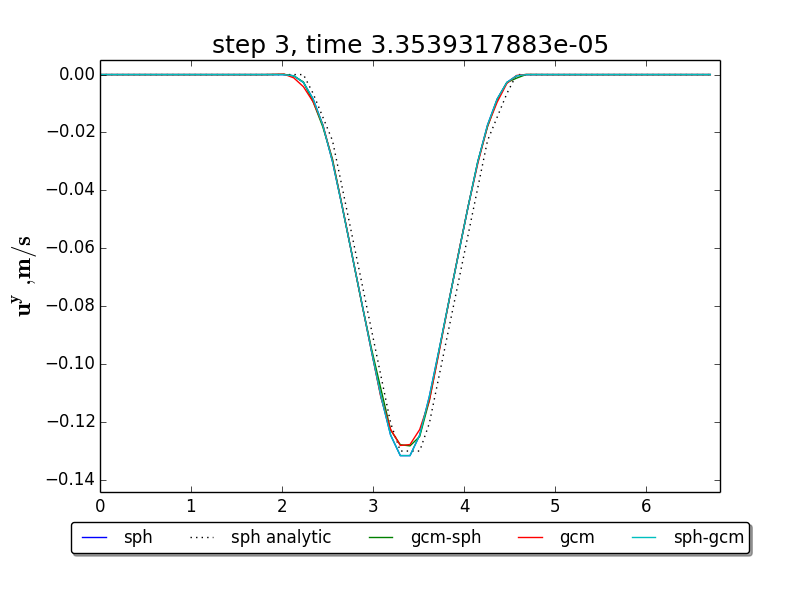 step 3, time 3.3539317883e-05
0.00
−0.02
−0.04
−0.06
−0.08
−0.10
−0.12
−0.14
u^y ,m/s
0 1 2 3 4 5 6
sph sph analytic gcm-sph gcm sph-gcm